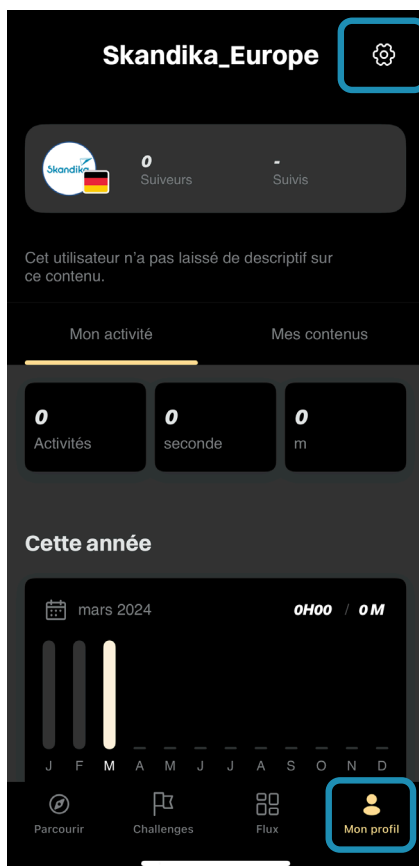 Skandika_Europe
Skandika
0
Suiveurs
-
Suivis
Cet utilisateur n’a pas laissé de descriptif sur
ce contenu.
Mon activité
Mes contenus
0
Activités
0
seconde
0
m
Cette année
mars 2024
0H00 / 0 M
J F M A M J J A S O N D
Parcourir
Challenges
Flux
Mon profil